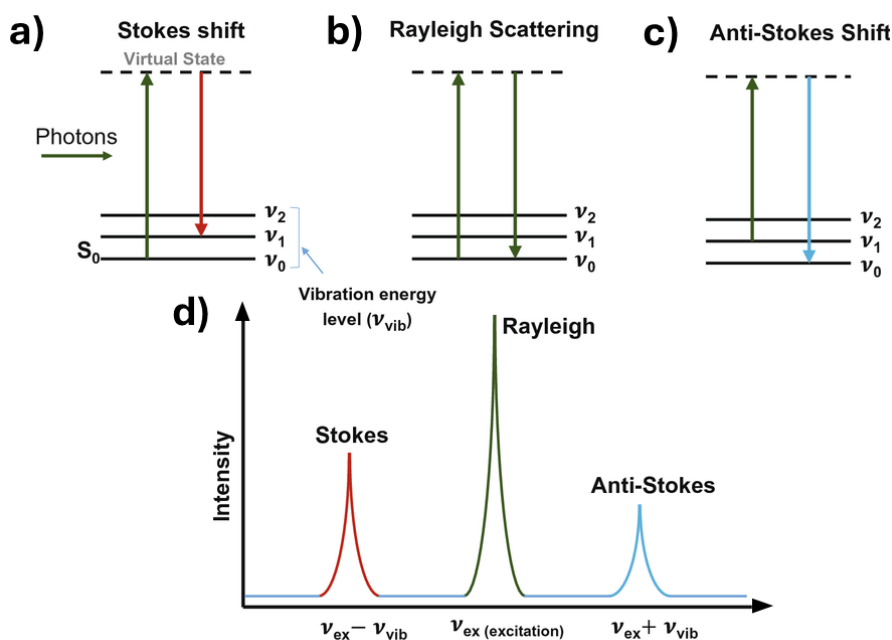 a)
Stokes shift
Virtual State
Photons
ν2
ν1
S0
ν0
Vibration energy
level (νvib)
b)
Rayleigh Scattering
ν2
ν1
ν0
c)
Anti-Stokes Shift
ν2
ν1
ν0
d)
Intensity
Stokes
Rayleigh
Anti-Stokes
νex− νvib
νex (excitation)
νex+ νvib